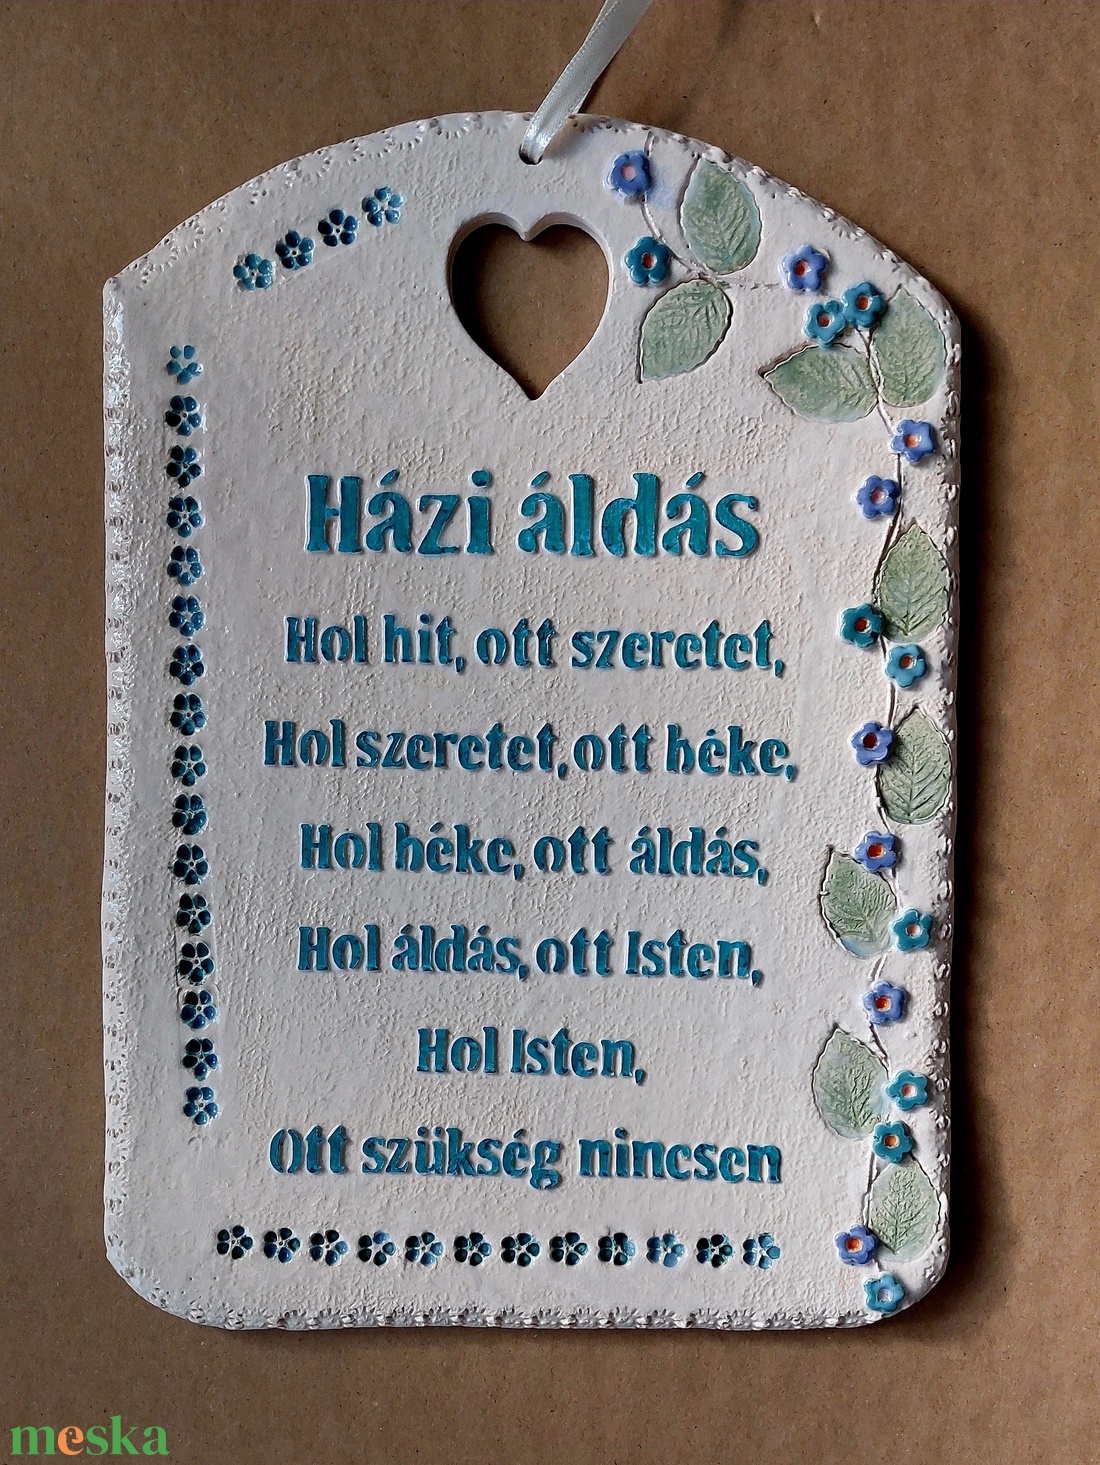 Házi áldás
Hol hit, ott szeretet,
Hol szeretet, ott béke,
Hol béke, ott áldás,
Hol áldás, ott Isten,
Hol Isten,
Ott szükség nincsen
meska